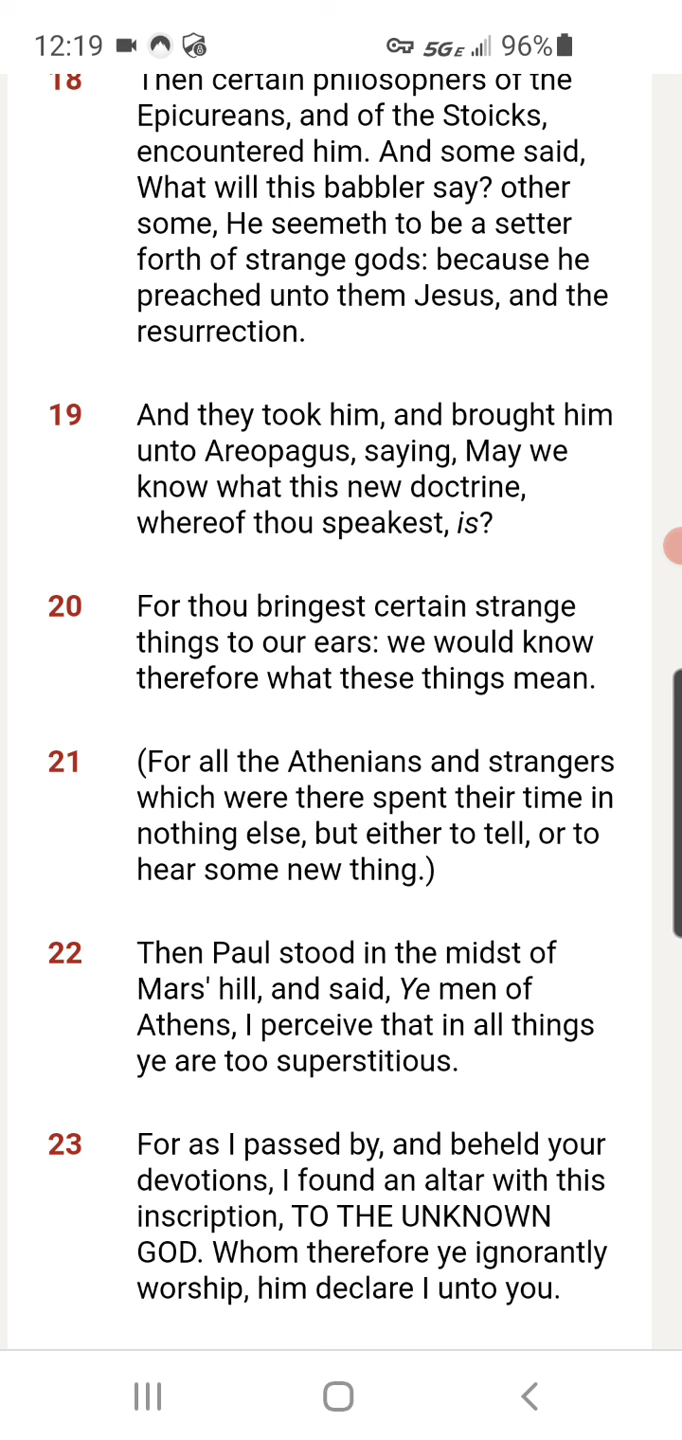 12:19 5GE 96%
18 Then certain philosophers of the
Epicureans, and of the Stoicks,
encountered him. And some said,
What will this babbler say? other
some, He seemeth to be a setter
forth of strange gods: because he
preached unto them Jesus, and the
resurrection.
19 And they took him, and brought him
unto Areopagus, saying, May we
know what this new doctrine,
whereof thou speakest, is?
20 For thou bringest certain strange
things to our ears: we would know
therefore what these things mean.
21 (For all the Athenians and strangers
which were there spent their time in
nothing else, but either to tell, or to
hear some new thing.)
22 Then Paul stood in the midst of
Mars' hill, and said, Ye men of
Athens, I perceive that in all things
ye are too superstitious.
23 For as I passed by, and beheld your
devotions, I found an altar with this
inscription, TO THE UNKNOWN
GOD. Whom therefore ye ignorantly
worship, him declare I unto you.